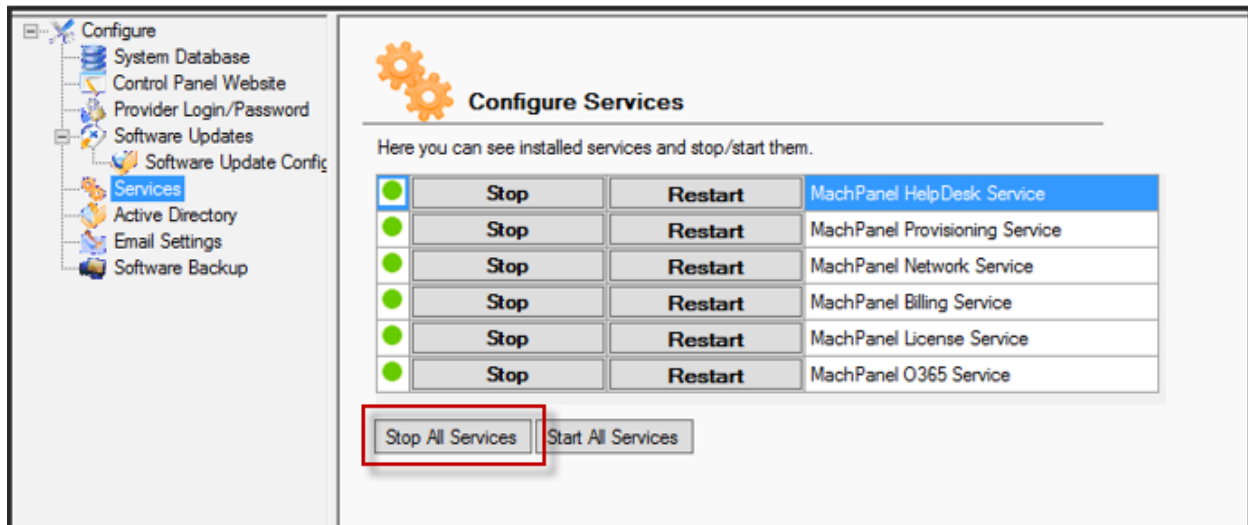 Configure
System Database
Control Panel Website
Provider Login/Password
Software Updates
Software Update Config
Services
Active Directory
Email Settings
Software Backup
Configure Services
Here you can see installed services and stop/start them.
Stop Restart MachPanel HelpDesk Service
Stop Restart MachPanel Provisioning Service
Stop Restart MachPanel Network Service
Stop Restart MachPanel Billing Service
Stop Restart MachPanel License Service
Stop Restart MachPanel O365 Service
Stop All Services Start All Services